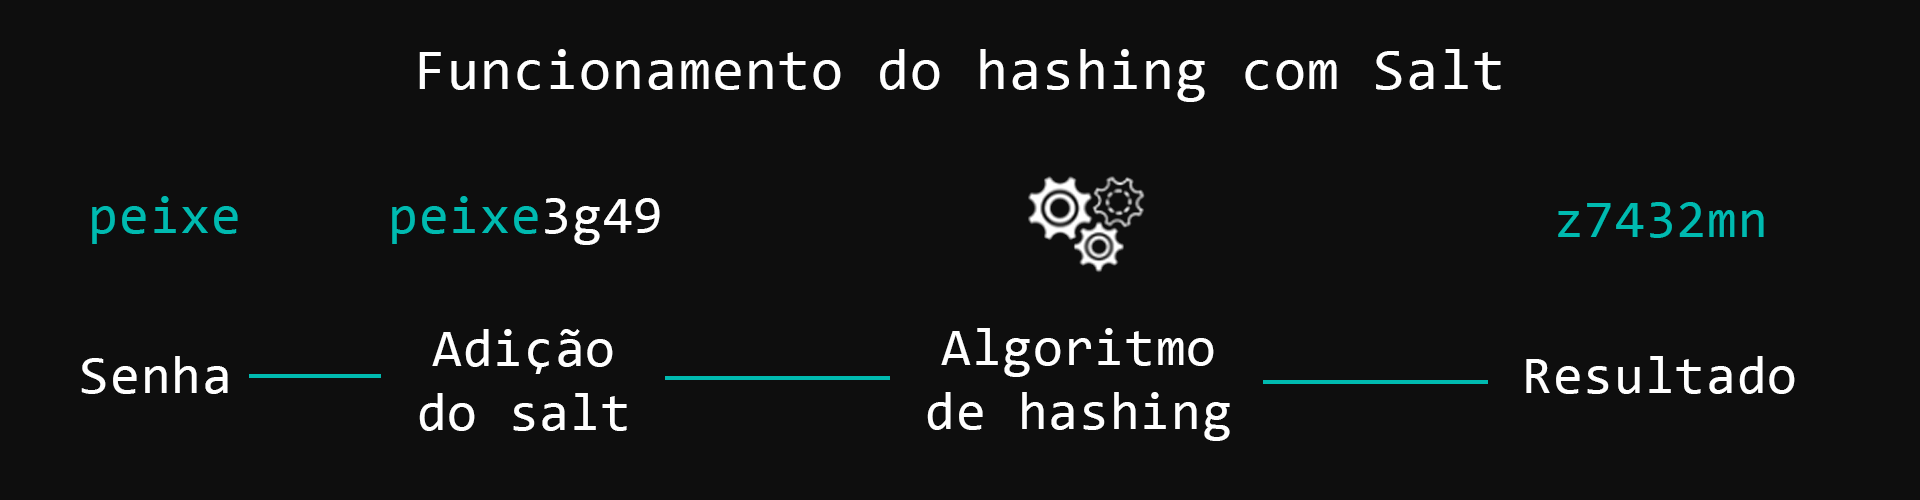 Funcionamento do hashing com Salt
peixe
peixe3g49
z7432mn
Senha
Adição
do salt
Algoritmo
de hashing
Resultado